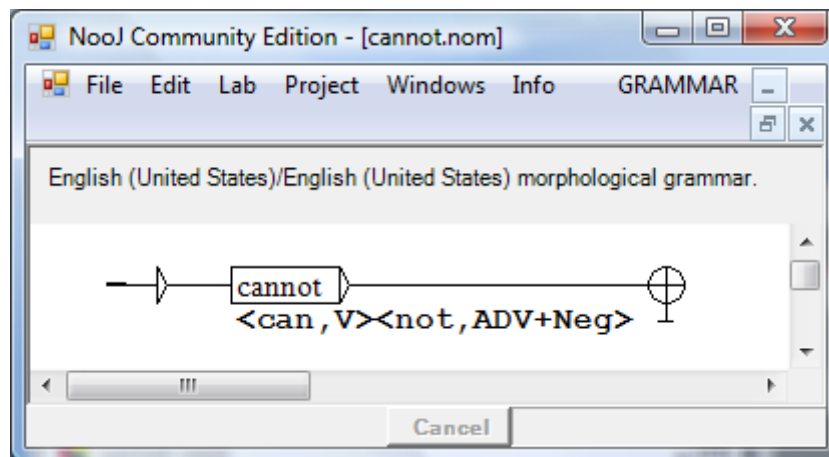 NooJ Community Edition - [cannot.nom]
File Edit Lab Project Windows Info GRAMMAR
English (United States)/English (United States) morphological grammar.
cannot
<can,V><not,ADV+Neg>
Cancel